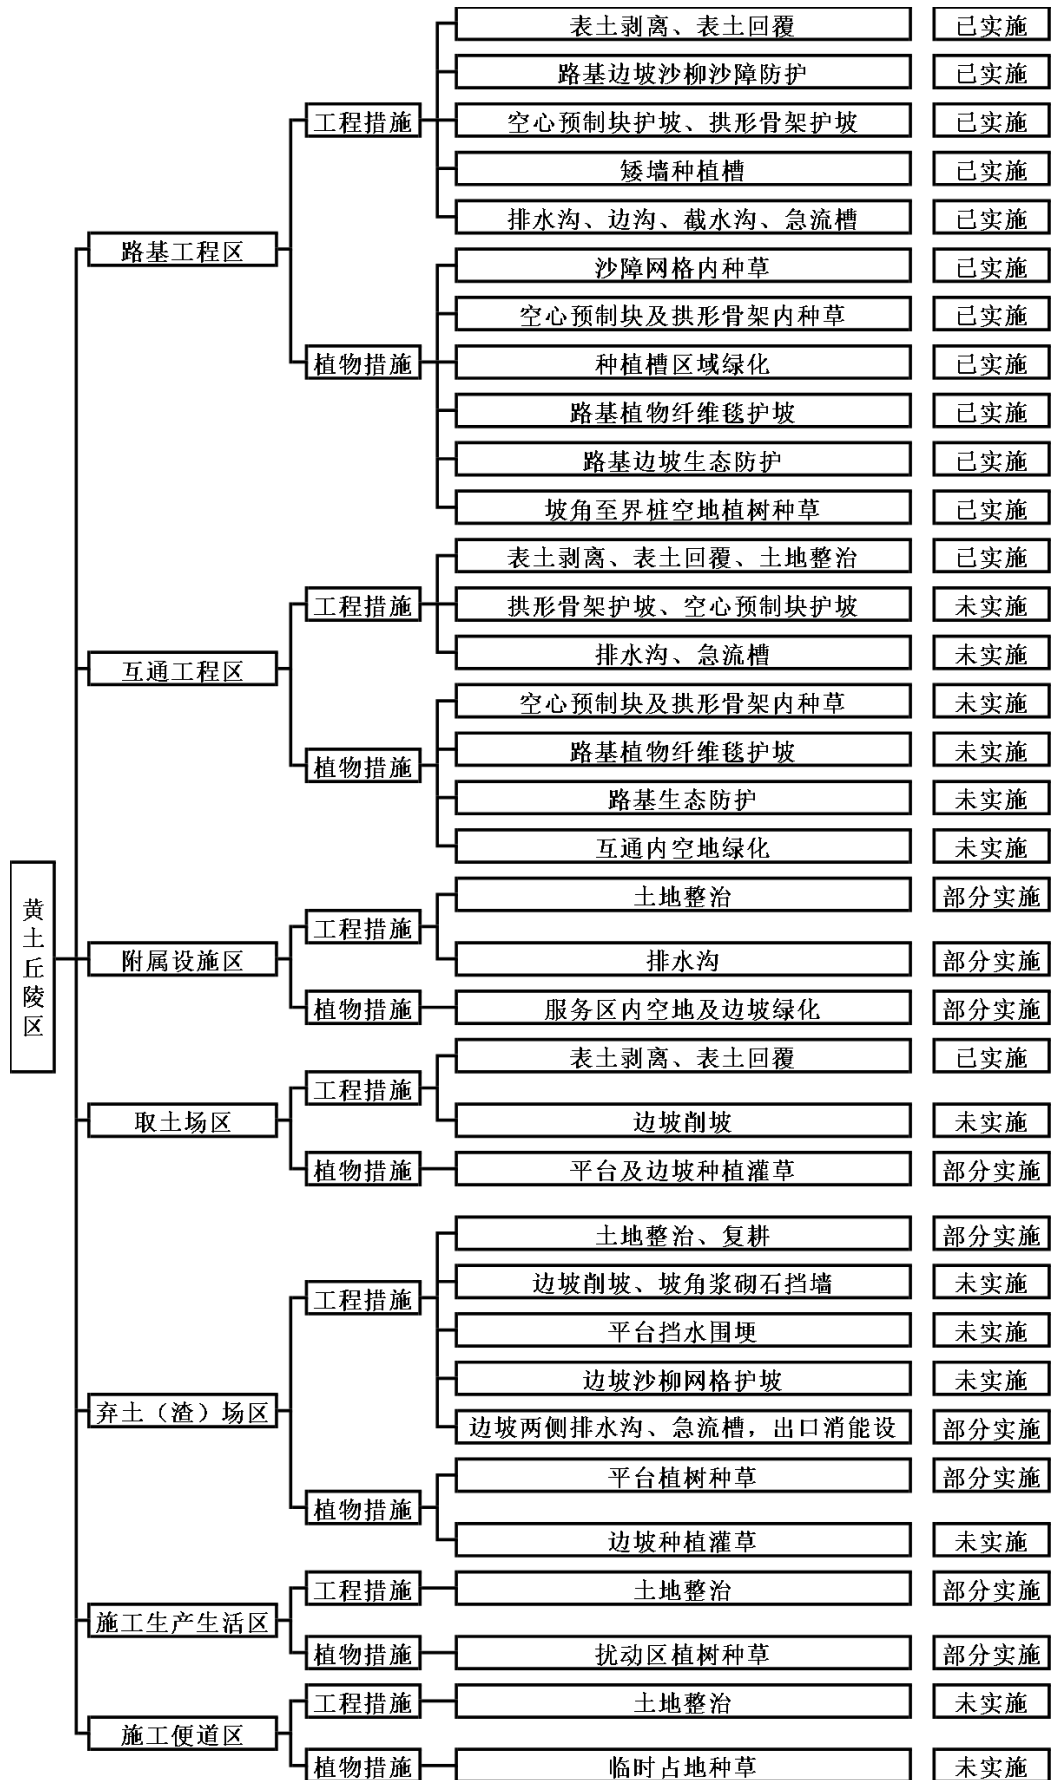 黄土丘陵区
路基工程区
工程措施
表土剥离、表土回覆 已实施
路基边坡沙柳沙障防护 已实施
空心预制块护坡、拱形骨架护坡 已实施
矮墙种植槽 已实施
排水沟、边沟、截水沟、急流槽 已实施
植物措施
沙障网格内种草 已实施
空心预制块及拱形骨架内种草 已实施
种植槽区域绿化 已实施
路基植物纤维毯护坡 已实施
路基边坡生态防护 已实施
坡角至界桩空地植树种草 已实施
互通工程区
工程措施
表土剥离、表土回覆、土地整治 已实施
拱形骨架护坡、空心预制块护坡 未实施
排水沟、急流槽 未实施
植物措施
空心预制块及拱形骨架内种草 未实施
路基植物纤维毯护坡 未实施
路基生态防护 未实施
互通内空地绿化 未实施
附属设施区
工程措施
土地整治 部分实施
排水沟 部分实施
植物措施
服务区内空地及边坡绿化 部分实施
取土场区
工程措施
表土剥离、表土回覆 已实施
边坡削坡 未实施
植物措施
平台及边坡种植灌草 部分实施
弃土（渣）场区
工程措施
土地整治、复耕 部分实施
边坡削坡、坡角浆砌石挡墙 未实施
平台挡水围埂 未实施
边坡沙柳网格护坡 未实施
边坡两侧排水沟、急流槽，出口消能设 部分实施
植物措施
平台植树种草 部分实施
边坡种植灌草 未实施
施工生产生活区
工程措施
土地整治 部分实施
植物措施
扰动区植树种草 部分实施
施工便道区
工程措施
土地整治 未实施
植物措施
临时占地种草 未实施